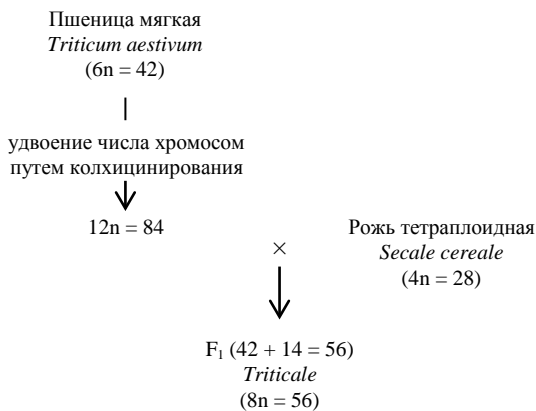 Пшеница мягкая
Triticum aestivum
(6n = 42)
удвоение числа хромосом
путем колхицинирования
12n = 84
×
Рожь тетраплоидная
Secale cereale
(4n = 28)
F₁ (42 + 14 = 56)
Triticale
(8n = 56)